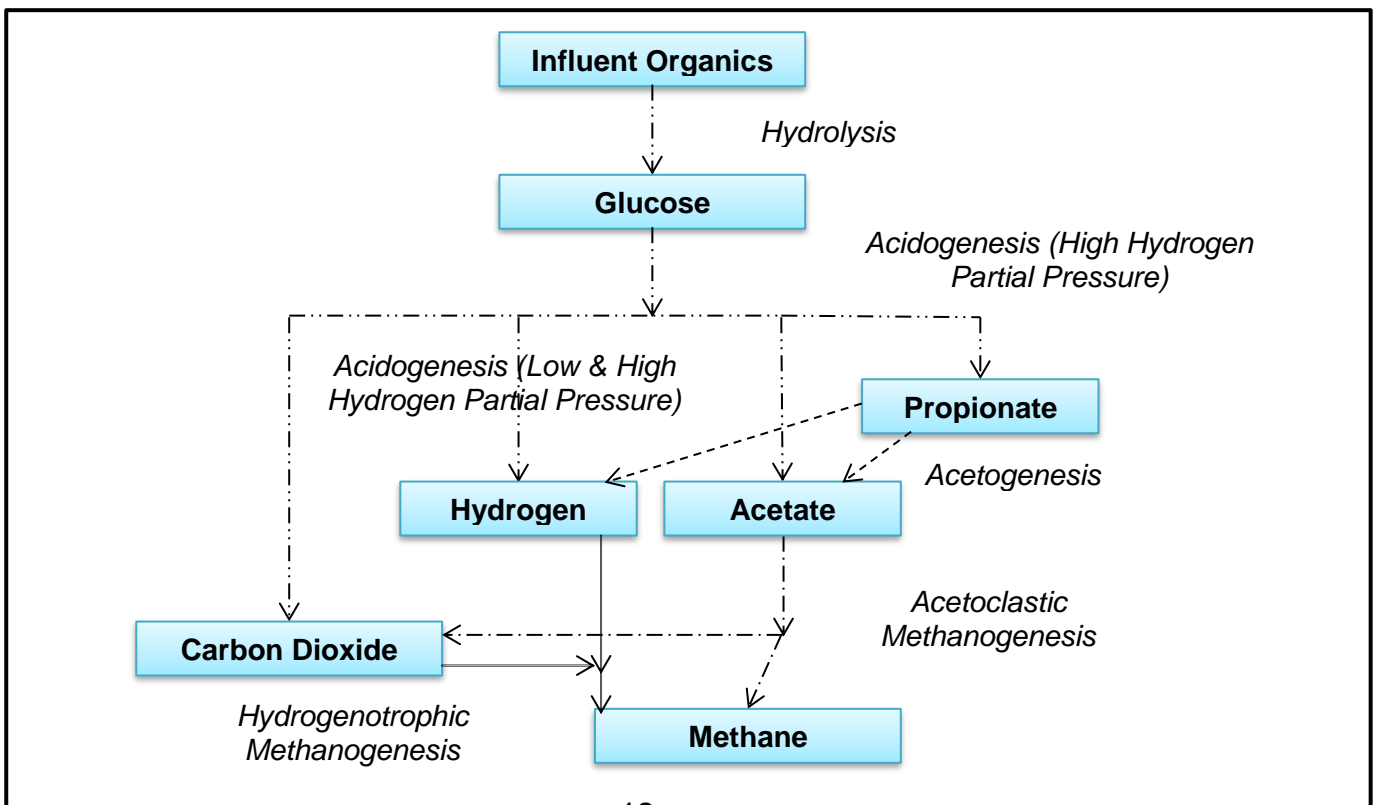 Influent Organics
Hydrolysis
Glucose
Acidogenesis (High Hydrogen
Partial Pressure)
Acidogenesis (Low & High
Hydrogen Partial Pressure)
Propionate
Acetogenesis
Hydrogen
Acetate
Acetoclastic
Methanogenesis
Carbon Dioxide
Hydrogenotrophic
Methanogenesis
Methane